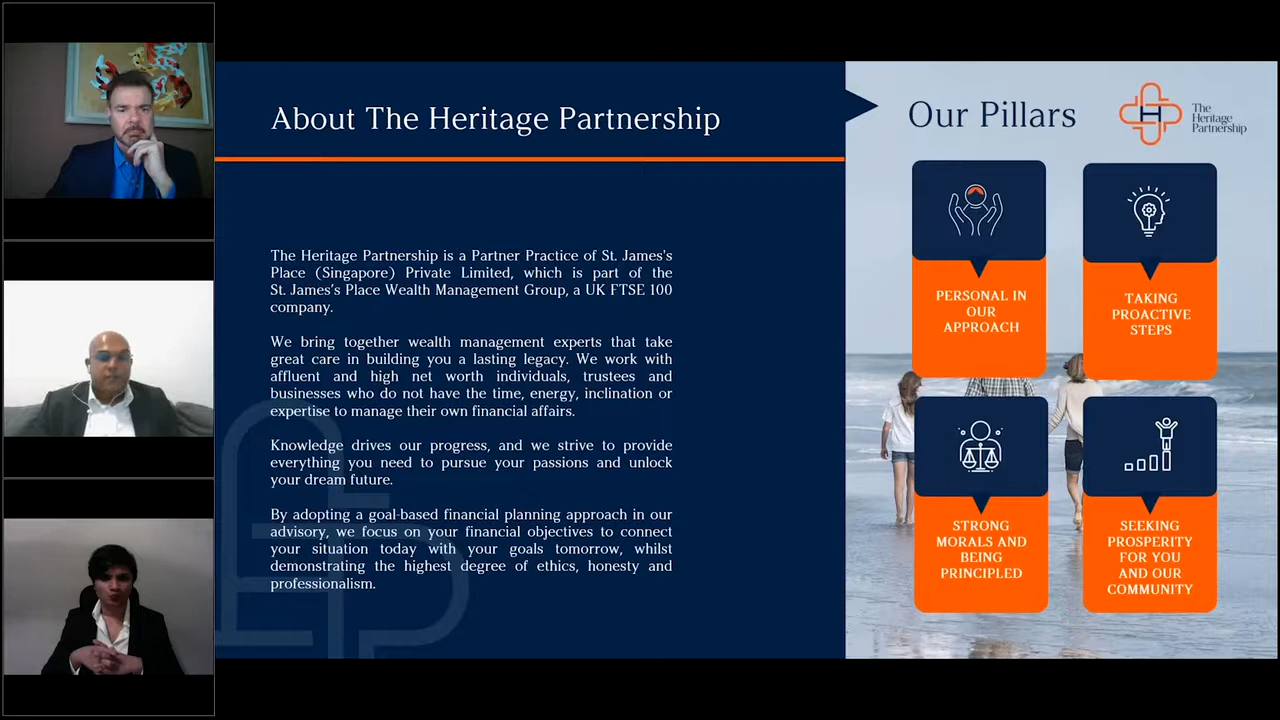 About The Heritage Partnership
The Heritage Partnership is a Partner Practice of St. James's
Place (Singapore) Private Limited, which is part of the
St. James’s Place Wealth Management Group, a UK FTSE 100
company.
We bring together wealth management experts that take
great care in building you a lasting legacy. We work with
affluent and high net worth individuals, trustees and
businesses who do not have the time, energy, inclination or
expertise to manage their own financial affairs.
Knowledge drives our progress, and we strive to provide
everything you need to pursue your passions and unlock
your dream future.
By adopting a goal-based financial planning approach in our
advisory, we focus on your financial objectives to connect
your situation today with your goals tomorrow, whilst
demonstrating the highest degree of ethics, honesty and
professionalism.
Our Pillars
H
The
Heritage
Partnership
PERSONAL IN
OUR
APPROACH
TAKING
PROACTIVE
STEPS
STRONG
MORALS AND
BEING
PRINCIPLED
SEEKING
PROSPERITY
FOR YOU
AND OUR
COMMUNITY